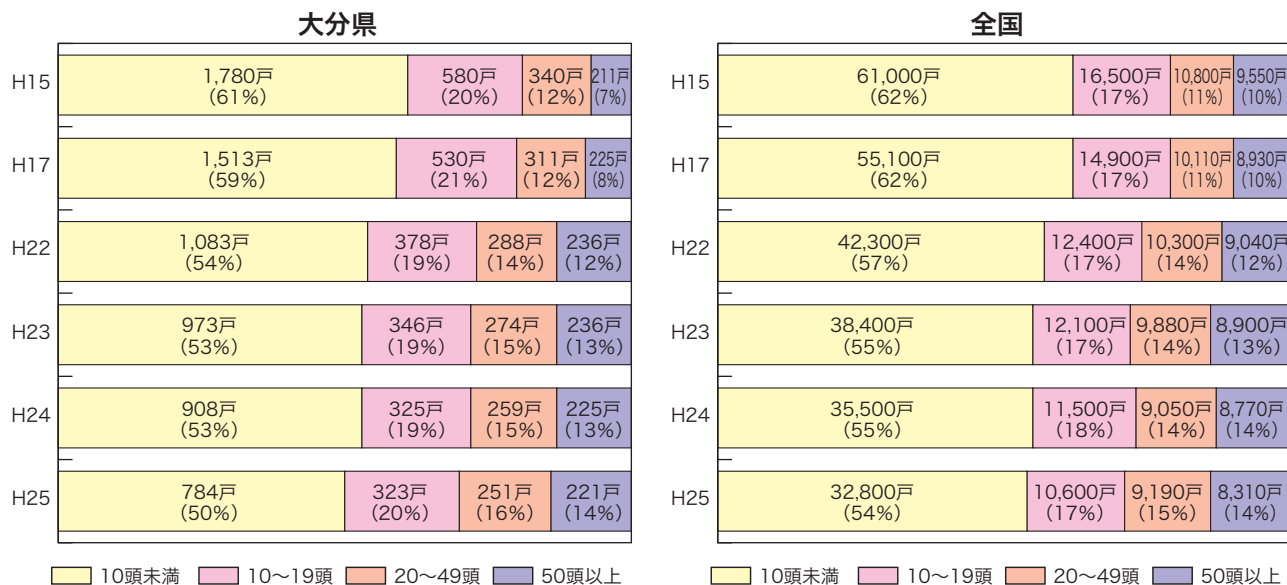 大分県
H15
1,780戸
(61%)
580戸
(20%)
340戸
(12%)
211戸
(7%)
H17
1,513戸
(59%)
530戸
(21%)
311戸
(12%)
225戸
(8%)
H22
1,083戸
(54%)
378戸
(19%)
288戸
(14%)
236戸
(12%)
H23
973戸
(53%)
346戸
(19%)
274戸
(15%)
236戸
(13%)
H24
908戸
(53%)
325戸
(19%)
259戸
(15%)
225戸
(13%)
H25
784戸
(50%)
323戸
(20%)
251戸
(16%)
221戸
(14%)
10頭未満 10〜19頭 20〜49頭 50頭以上
全国
H15
61,000戸
(62%)
16,500戸
(17%)
10,800戸
(11%)
9,550戸
(10%)
H17
55,100戸
(62%)
14,900戸
(17%)
10,110戸
(11%)
8,930戸
(10%)
H22
42,300戸
(57%)
12,400戸
(17%)
10,300戸
(14%)
9,040戸
(12%)
H23
38,400戸
(55%)
12,100戸
(17%)
9,880戸
(14%)
8,900戸
(13%)
H24
35,500戸
(55%)
11,500戸
(18%)
9,050戸
(14%)
8,770戸
(14%)
H25
32,800戸
(54%)
10,600戸
(17%)
9,190戸
(15%)
8,310戸
(14%)
10頭未満 10〜19頭 20〜49頭 50頭以上